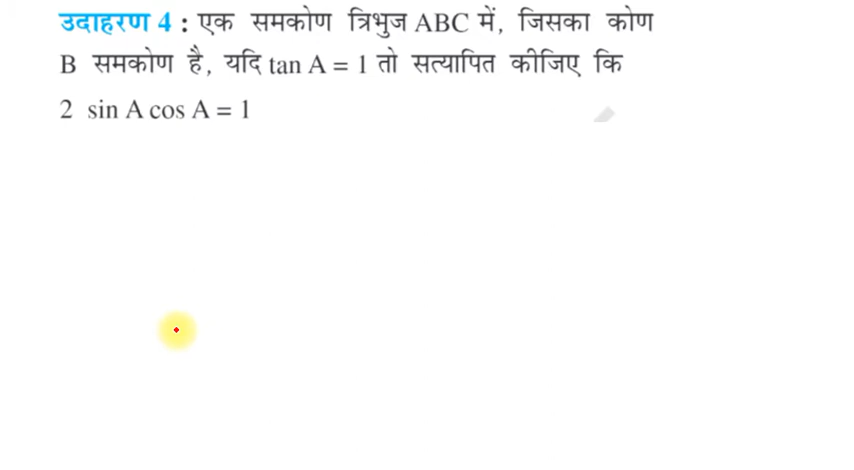 उदाहरण 4 : एक समकोण त्रिभुज ABC में, जिसका कोण
B समकोण है, यदि tan A = 1 तो सत्यापित कीजिए कि
2 sin A cos A = 1